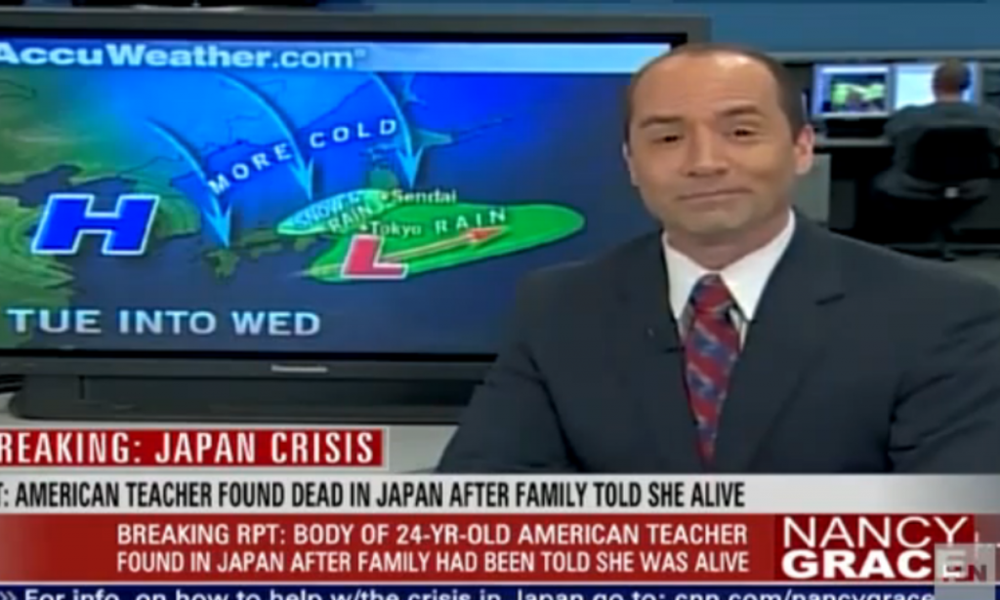 AccuWeather.com®
MORE COLD
Sendai
RAIN
Tokyo RAIN
H
L
TUE INTO WED
REAKING: JAPAN CRISIS
T: AMERICAN TEACHER FOUND DEAD IN JAPAN AFTER FAMILY TOLD SHE ALIVE
BREAKING RPT: BODY OF 24-YR-OLD AMERICAN TEACHER
FOUND IN JAPAN AFTER FAMILY HAD BEEN TOLD SHE WAS ALIVE
NANCY
GRACE
>> For info. on how to help w/the crisis in Japan go to: cnn.com/nancygrace